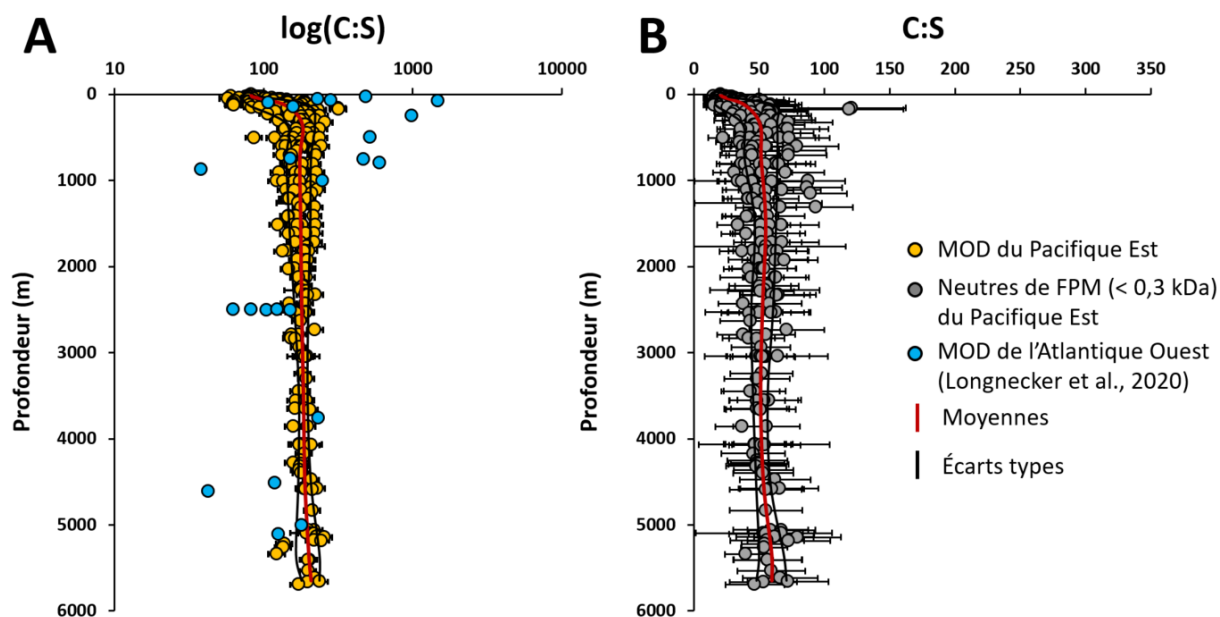 A
log(C:S)
10 100 1000 10000
0
1000
2000
3000
4000
5000
6000
Profondeur (m)
B
C:S
0 50 100 150 200 250 300 350
0
1000
2000
3000
4000
5000
6000
Profondeur (m)
MOD du Pacifique Est
Neutres de FPM (< 0,3 kDa)
du Pacifique Est
MOD de l’Atlantique Ouest
(Longnecker et al., 2020)
Moyennes
Écarts types